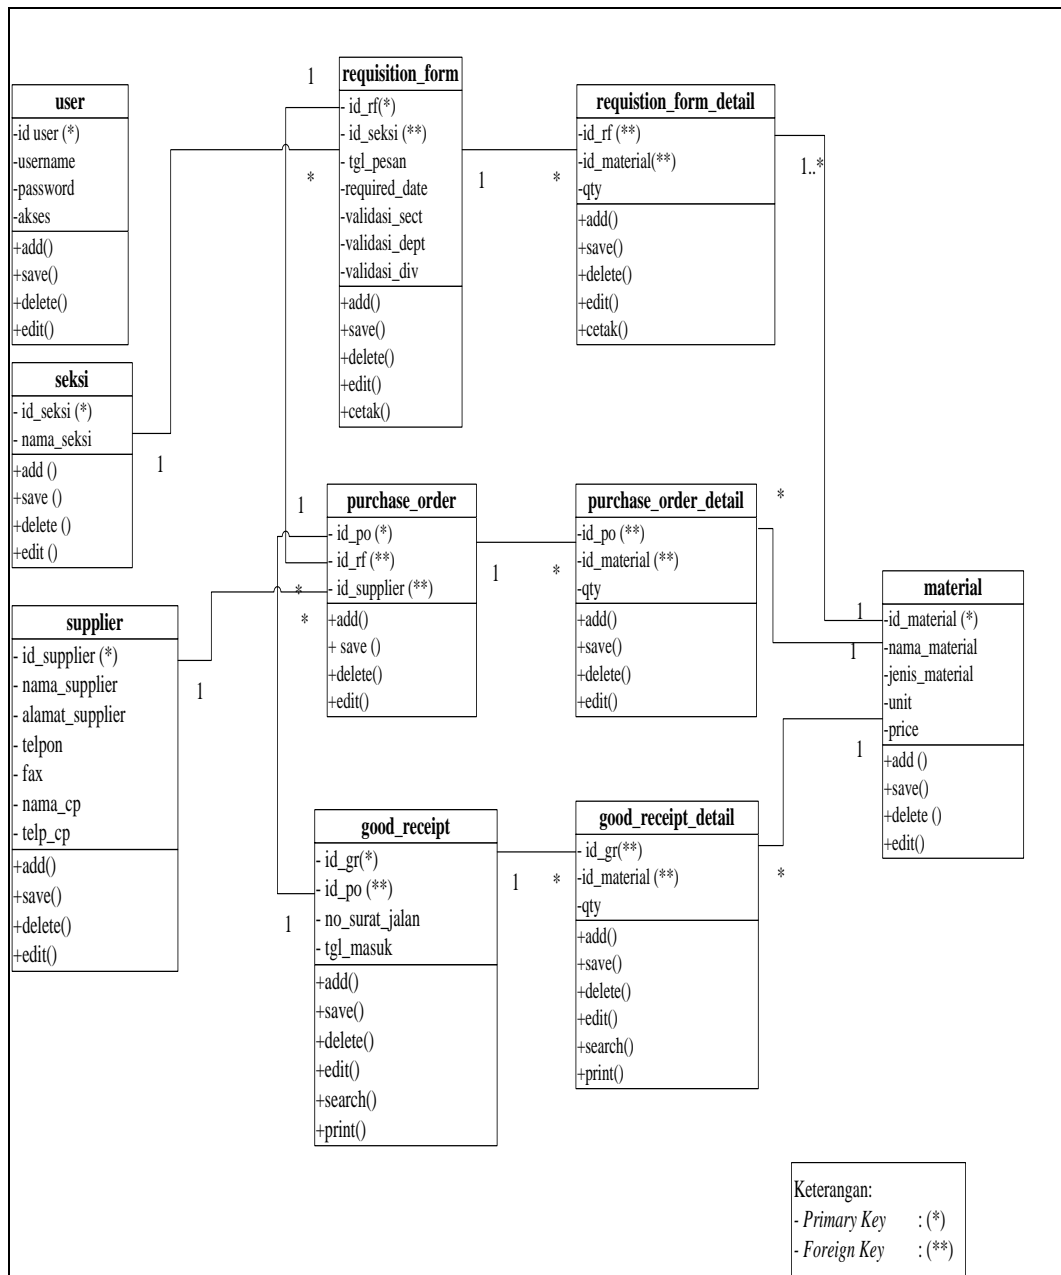 user
-id user (*)
-username
-password
-akses
+add()
+save()
+delete()
+edit()
seksi
- id_seksi (*)
- nama_seksi
+add ()
+save ()
+delete ()
+edit ()
1
supplier
- id_supplier (*)
- nama_supplier
- alamat_supplier
- telpon
- fax
- nama_cp
- telp_cp
+add()
+save()
+delete()
+edit()
1
1
*
requisition_form
- id_rf(*)
- id_seksi (**)
- tgl_pesan
-required_date
-validasi_sect
-validasi_dept
-validasi_div
+add()
+save()
+delete()
+edit()
+cetak()
1
*
requistion_form_detail
-id_rf (**)
-id_material(**)
-qty
+add()
+save()
+delete()
+edit()
+cetak()
1..*
1
*
*
purchase_order
- id_po (*)
- id_rf (**)
- id_supplier (**)
+add()
+ save ()
+delete()
+edit()
1
*
purchase_order_detail
-id_po (**)
-id_material (**)
-qty
+add()
+save()
+delete()
+edit()
*
1
1
1
material
-id_material (*)
-nama_material
-jenis_material
-unit
-price
+add ()
+save()
+delete ()
+edit()
1
good_receipt
- id_gr(*)
- id_po (**)
- no_surat_jalan
- tgl_masuk
+add()
+save()
+delete()
+edit()
+search()
+print()
1
*
good_receipt_detail
- id_gr(**)
-id_material (**)
-qty
+add()
+save()
+delete()
+edit()
+search()
+print()
*
Keterangan:
- Primary Key : (*)
- Foreign Key : (**)